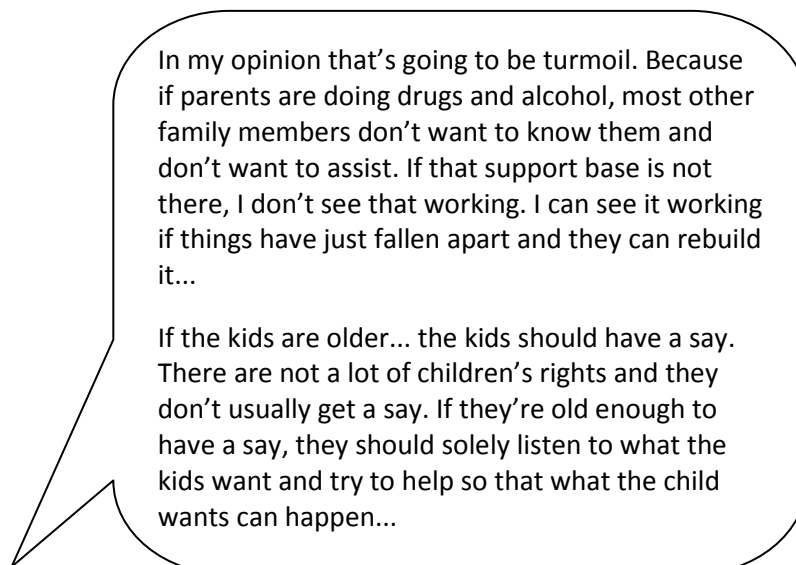 In my opinion that’s going to be turmoil. Because
if parents are doing drugs and alcohol, most other
family members don’t want to know them and
don’t want to assist. If that support base is not
there, I don’t see that working. I can see it working
if things have just fallen apart and they can rebuild
it...
If the kids are older... the kids should have a say.
There are not a lot of children’s rights and they
don’t usually get a say. If they’re old enough to
have a say, they should solely listen to what the
kids want and try to help so that what the child
wants can happen...